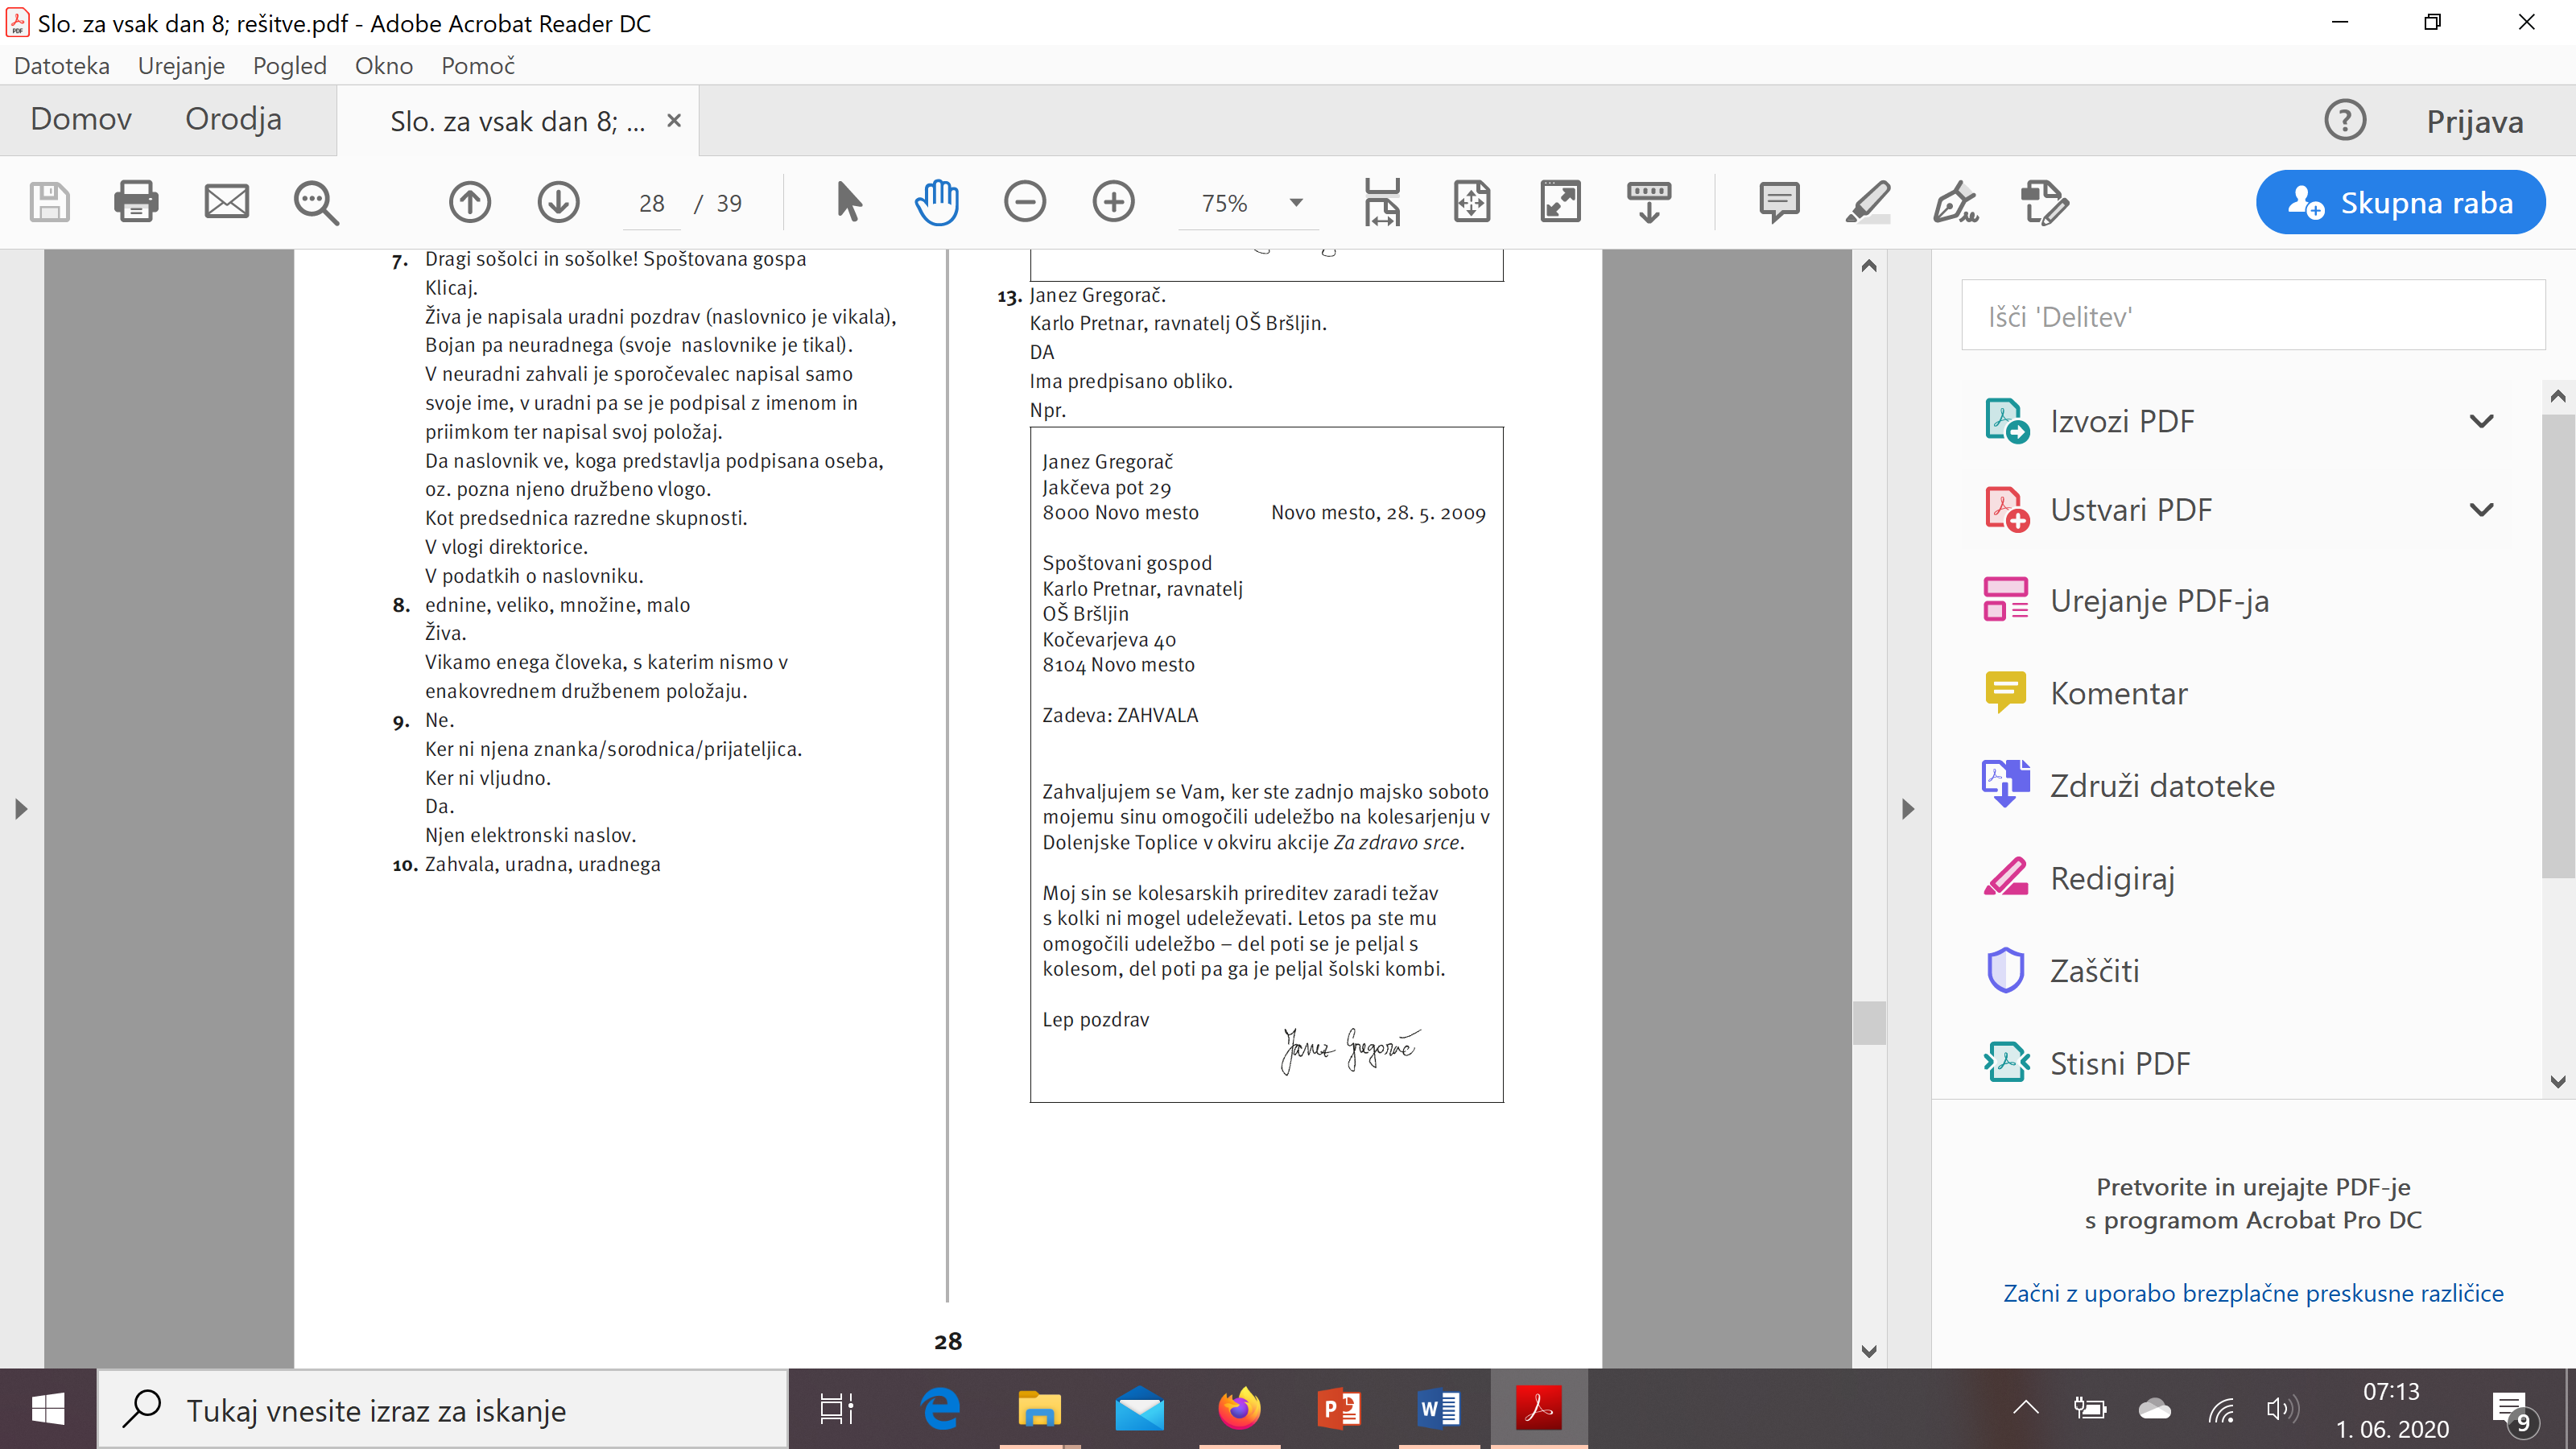 Slo. za vsak dan 8; rešitve.pdf - Adobe Acrobat Reader DC
Datoteka Urejanje Pogled Okno Pomoč
Domov Orodja Slo. za vsak dan 8; ... × Prijava
28 / 39 75% Skupna raba
7. Dragi sošolci in sošolke! Spoštovana gospa
Klicaj.
Živa je napisala uradni pozdrav (naslovnico je vikala),
Bojan pa neuradnega (svoje naslovnike je tikal).
V neuradni zahvali je sporočevalec napisal samo
svoje ime, v uradni pa se je podpisal z imenom in
priimkom ter napisal svoj položaj.
Da naslovnik ve, koga predstavlja podpisana oseba,
oz. pozna njeno družbeno vlogo.
Kot predsednica razredne skupnosti.
V vlogi direktorice.
V podatkih o naslovniku.
8. ednine, veliko, množine, malo
Živa.
Vikamo enega človeka, s katerim nismo v
enakovrednem družbenem položaju.
9. Ne.
Ker ni njena znanka/sorodnica/prijateljica.
Ker ni vljudno.
Da.
Njen elektronski naslov.
10. Zahvala, uradna, uradnega
13. Janez Gregorač.
Karlo Pretnar, ravnatelj OŠ Bršljin.
DA
Ima predpisano obliko.
Npr.
Janez Gregorač
Jakčeva pot 29
8000 Novo mesto Novo mesto, 28. 5. 2009
Spoštovani gospod
Karlo Pretnar, ravnatelj
OŠ Bršljin
Kočevarjeva 40
8104 Novo mesto
Zadeva: ZAHVALA
Zahvaljujem se Vam, ker ste zadnjo majsko soboto
mojemu sinu omogočili udeležbo na kolesarjenju v
Dolenjske Toplice v okviru akcije Za zdravo srce.
Moj sin se kolesarskih prireditev zaradi težav
s kolki ni mogel udeleževati. Letos pa ste mu
omogočili udeležbo – del poti se je peljal s
kolesom, del poti pa ga je peljal šolski kombi.
Lep pozdrav
Janez Gregorač
28
Išči 'Delitev'
Izvozi PDF
Ustvari PDF
Urejanje PDF-ja
Komentar
Združi datoteke
Redigiraj
Zaščiti
Stisni PDF
Pretvorite in urejajte PDF-je
s programom Acrobat Pro DC
Začni z uporabo brezplačne preskusne različice
Tukaj vnesite izraz za iskanje
07:13
1. 06. 2020
9